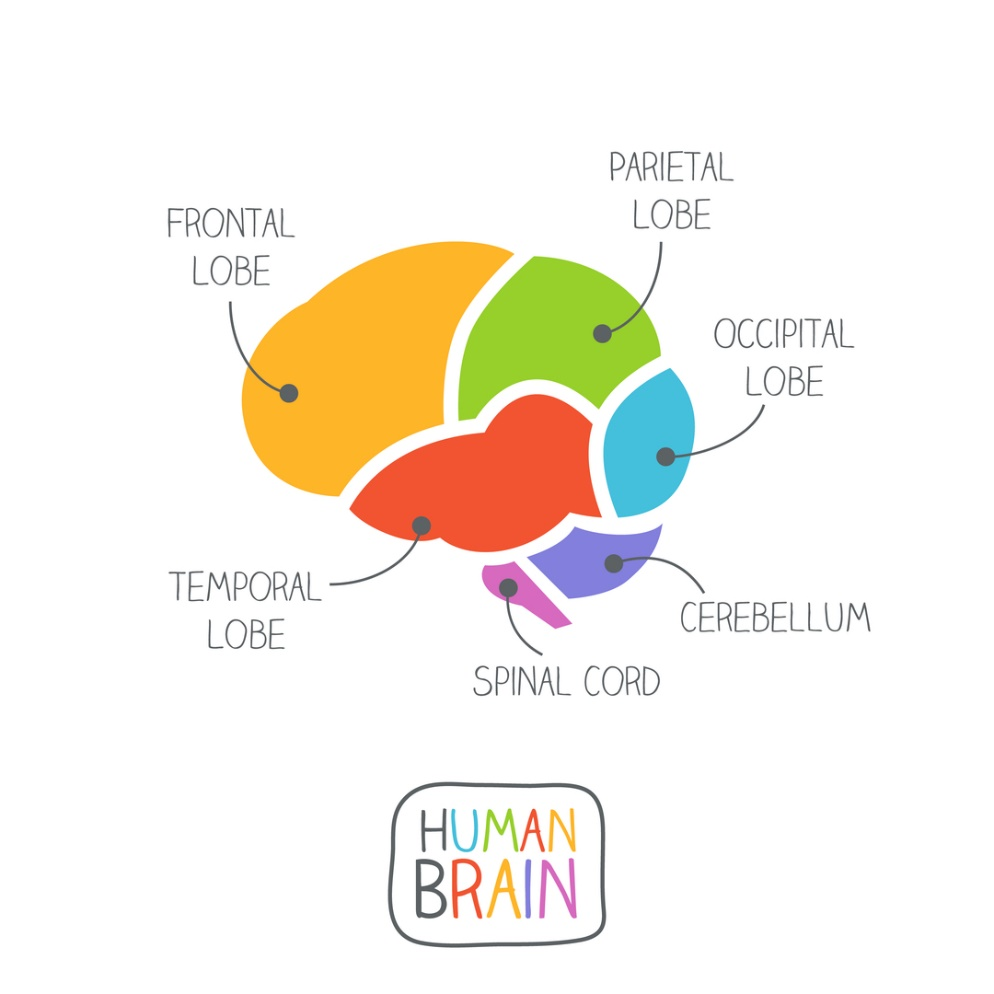 PARIETAL
LOBE
FRONTAL
LOBE
OCCIPITAL
LOBE
TEMPORAL
LOBE
CEREBELLUM
SPINAL CORD
HUMAN
BRAIN